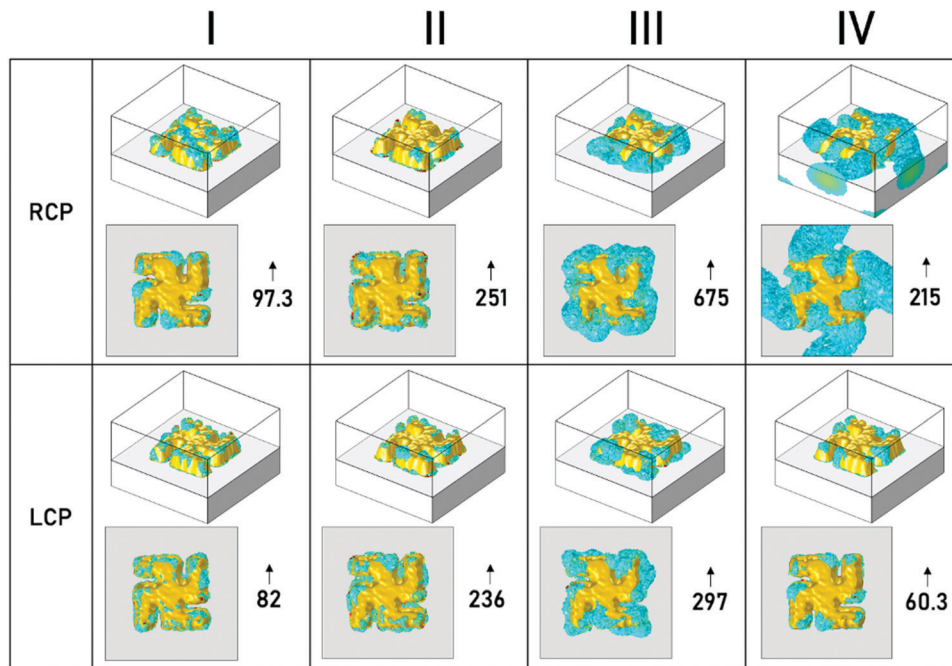 I II III IV
RCP
↑ ↑ ↑ ↑
97.3 251 675 215
LCP
↑ ↑ ↑ ↑
82 236 297 60.3